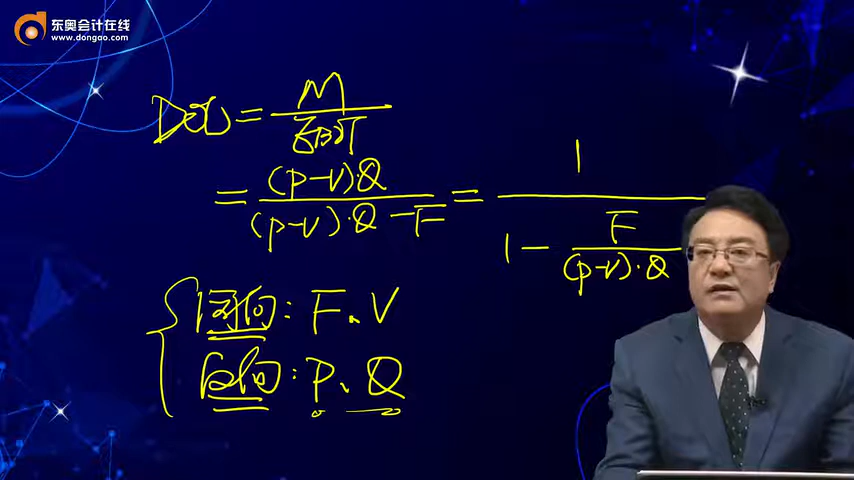 东奥会计在线
www.dongao.com
DOL = M / EBIT
= (P-V)·Q / (P-V)·Q-F = 1 / 1 - F / (P-V)·Q
同向: F、V
反向: P、Q